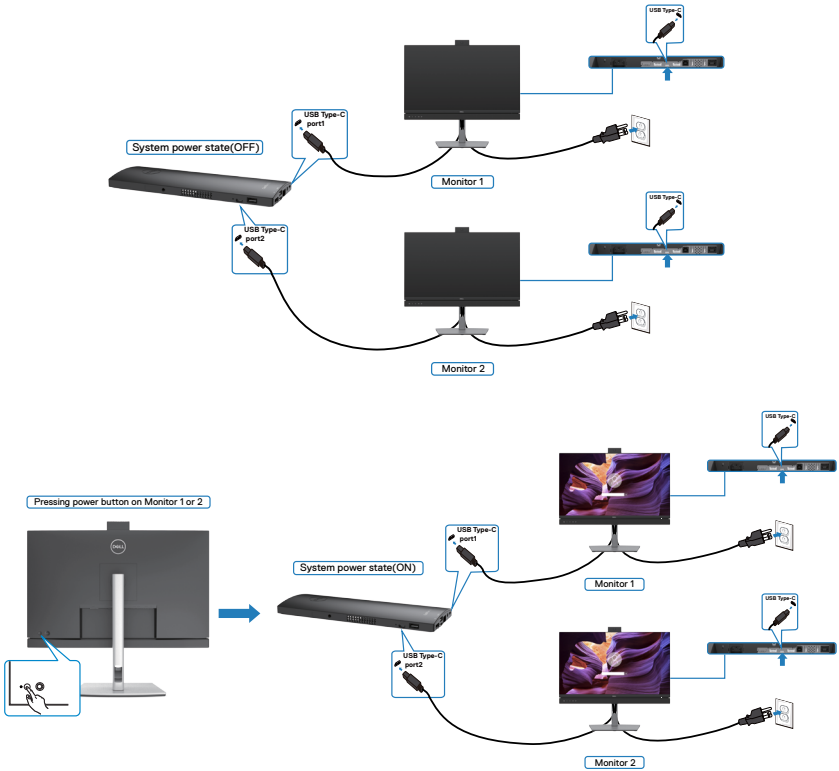 USB Type-C
USB Type-C
port1
System power state(OFF)
Monitor 1
USB Type-C
USB Type-C
port2
Monitor 2
USB Type-C
Pressing power button on Monitor 1 or 2
DELL
USB Type-C
port1
System power state(ON)
Monitor 1
USB Type-C
USB Type-C
port2
Monitor 2